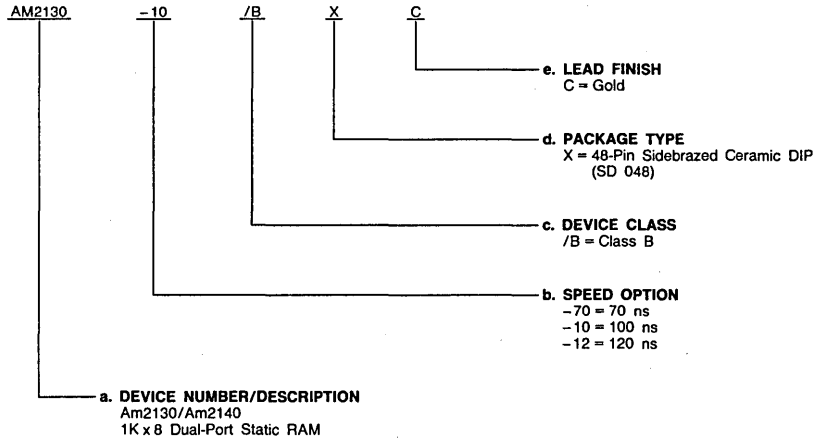 AM2130 -10 /B X C
e. LEAD FINISH
C = Gold
d. PACKAGE TYPE
X = 48-Pin Sidebrazed Ceramic DIP
(SD 048)
c. DEVICE CLASS
/B = Class B
b. SPEED OPTION
-70 = 70 ns
-10 = 100 ns
-12 = 120 ns
a. DEVICE NUMBER/DESCRIPTION
Am2130/Am2140
1K x 8 Dual-Port Static RAM